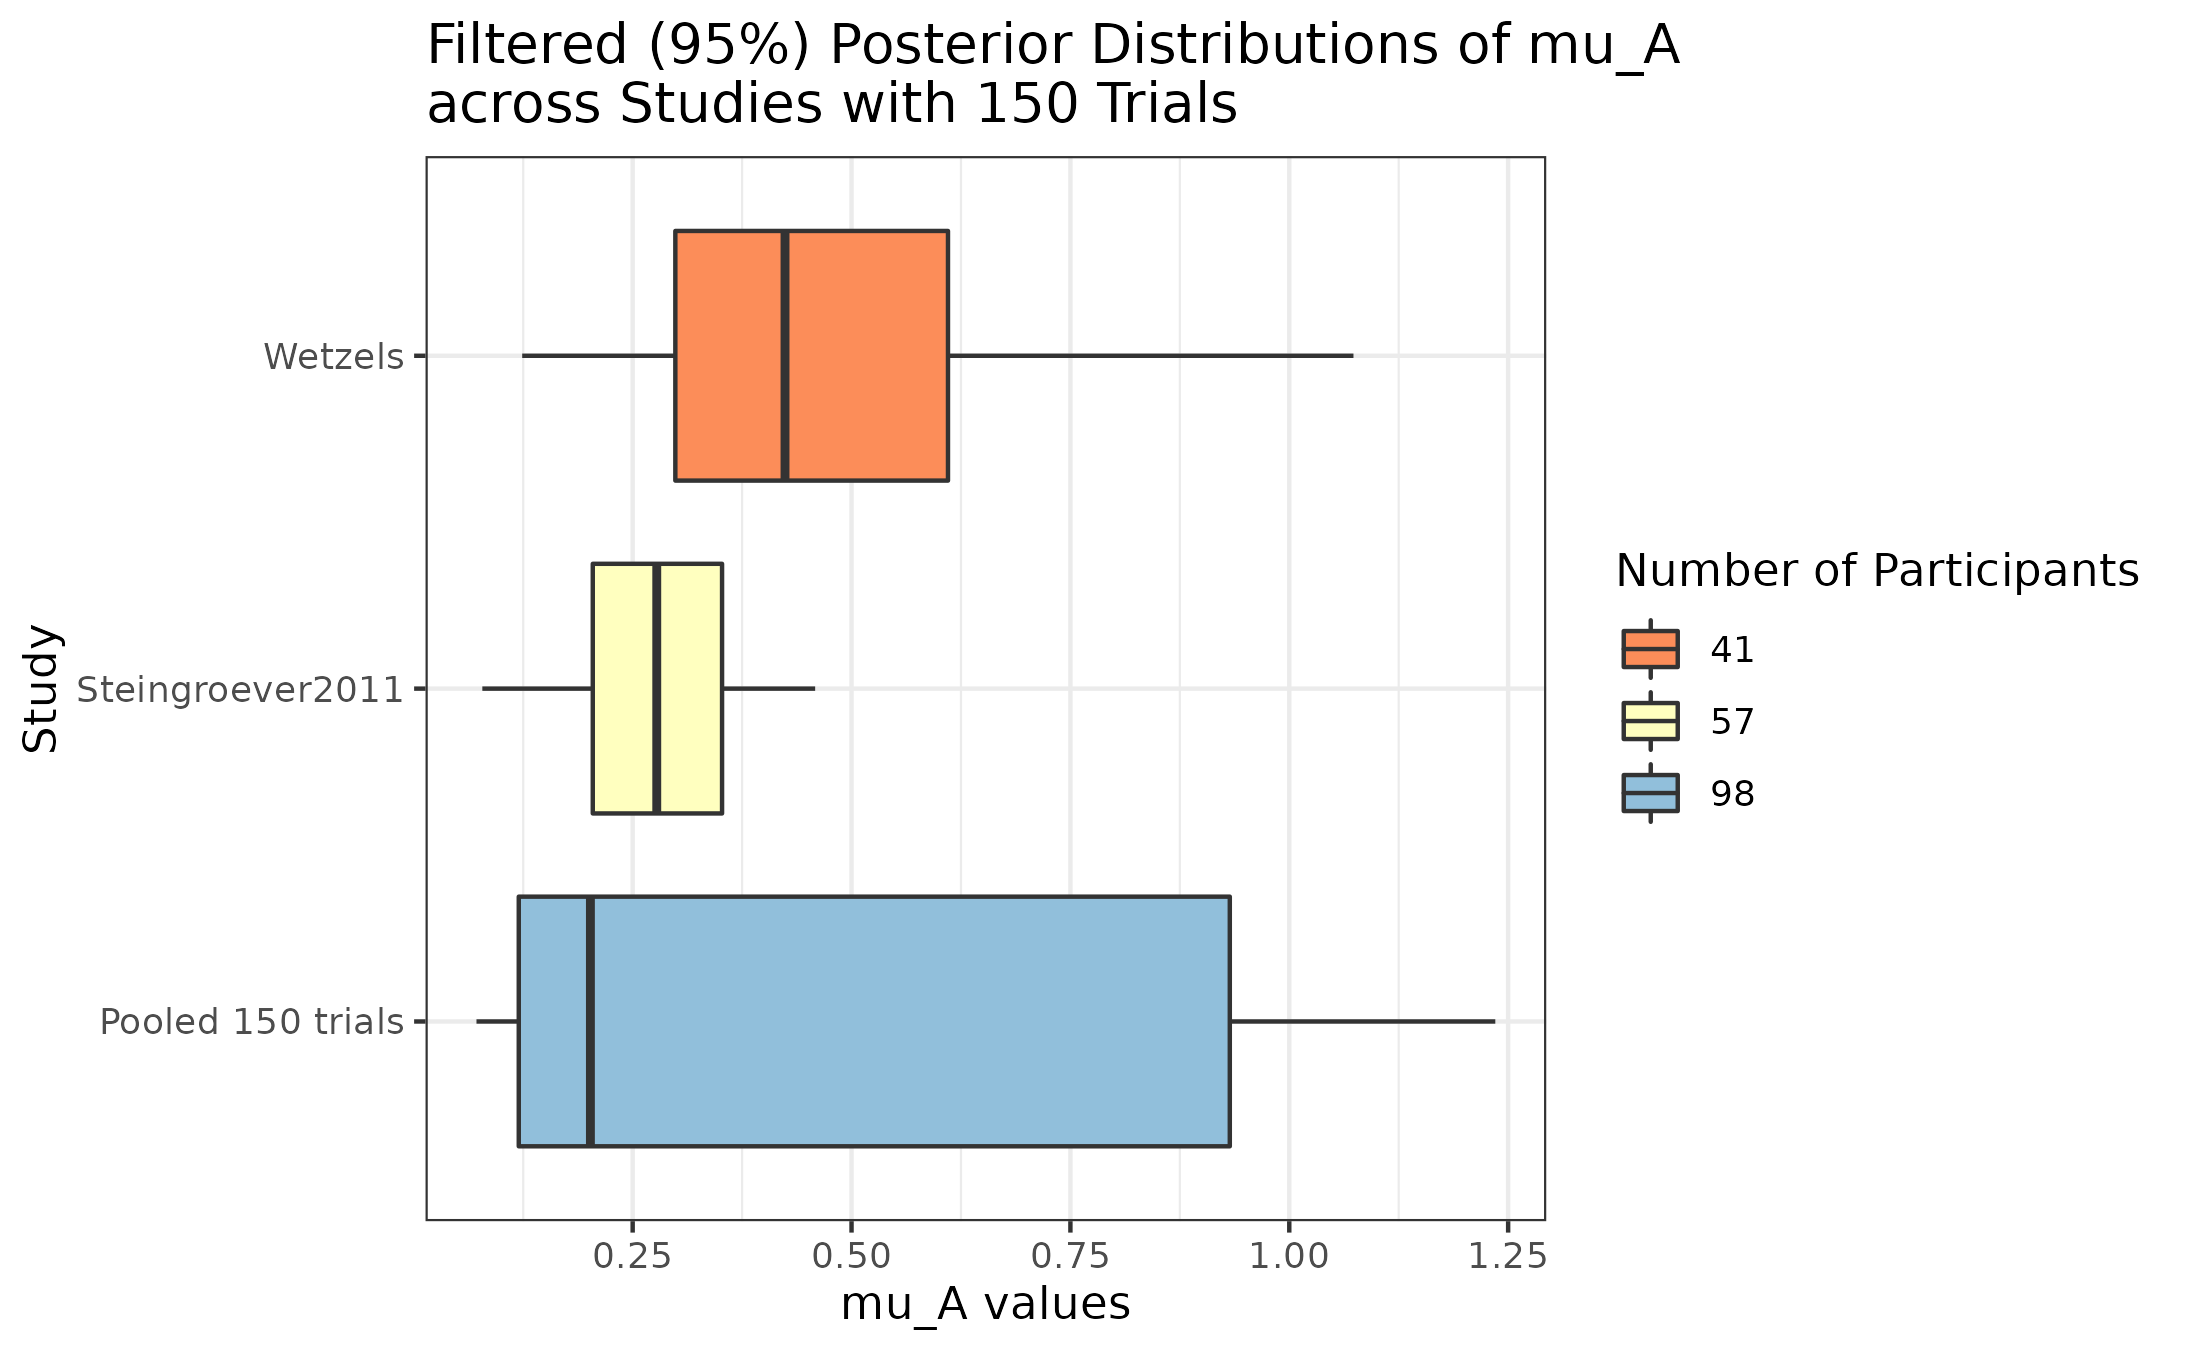 Filtered (95%) Posterior Distributions of mu_A
across Studies with 150 Trials
Study
Wetzels
Steingroever2011
Pooled 150 trials
0.25 0.50 0.75 1.00 1.25
mu_A values
Number of Participants
41
57
98